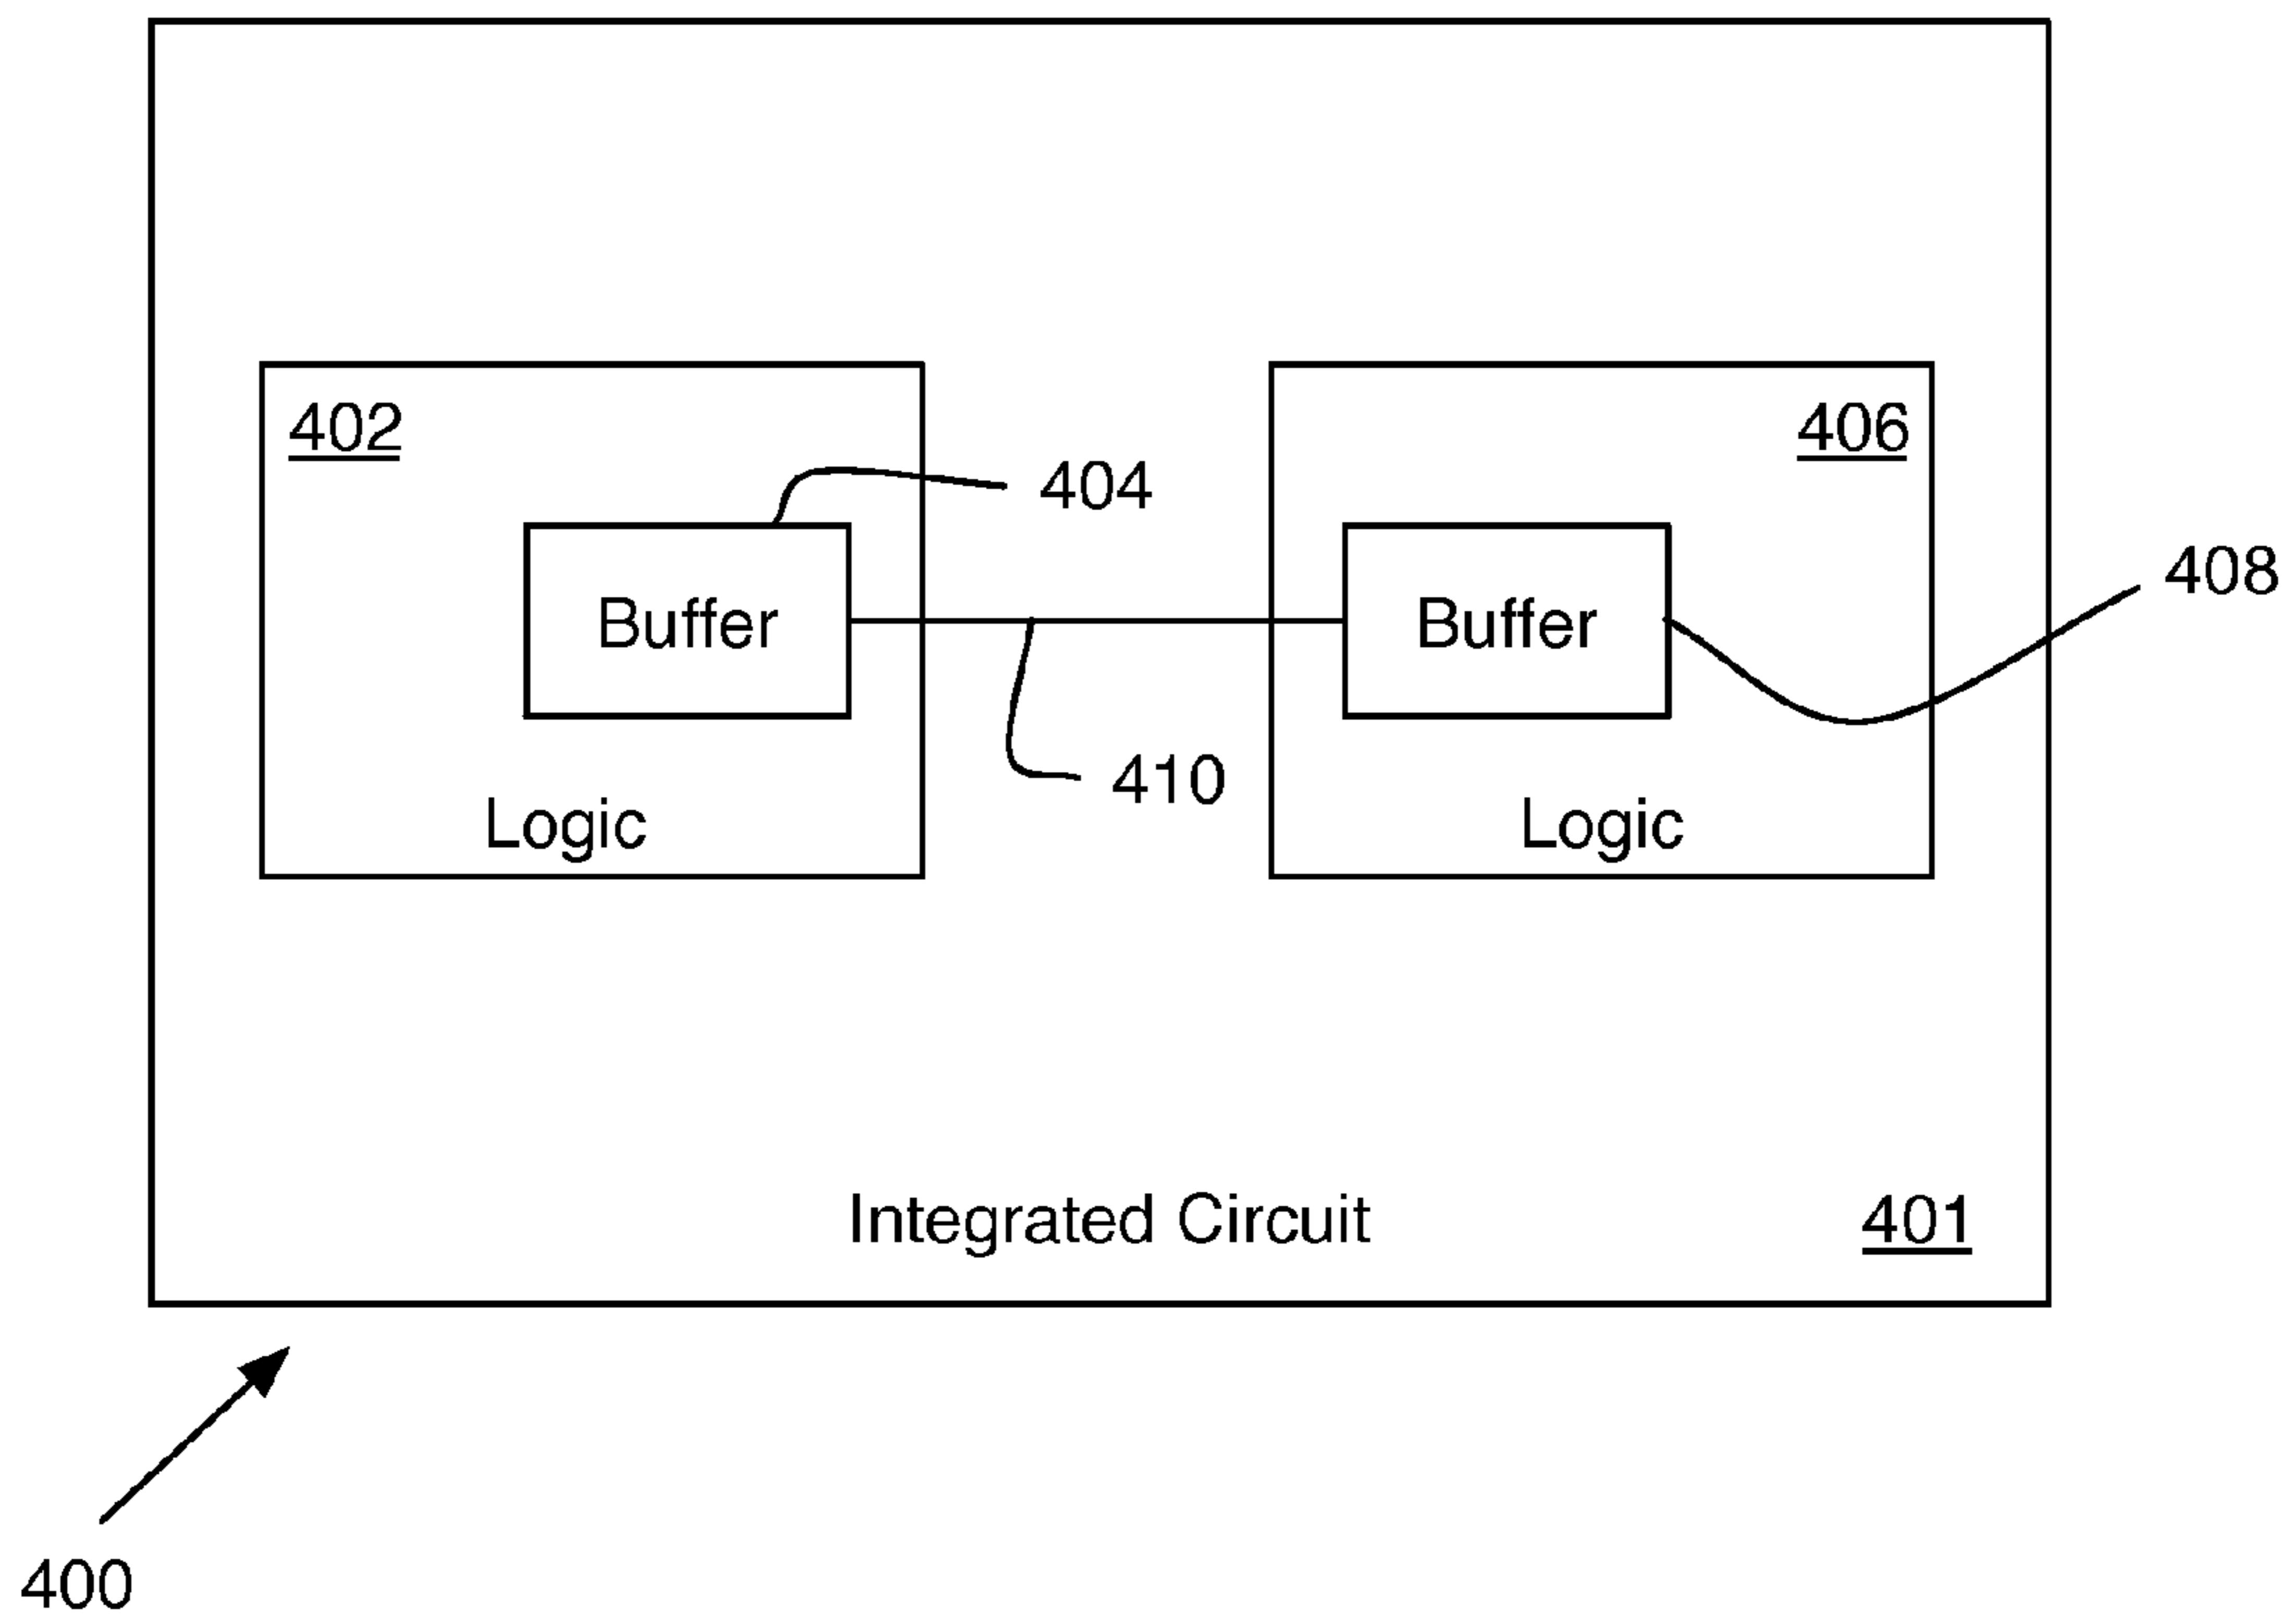 402
406
404
408
Buffer
Buffer
410
Logic
Logic
Integrated Circuit
401
400